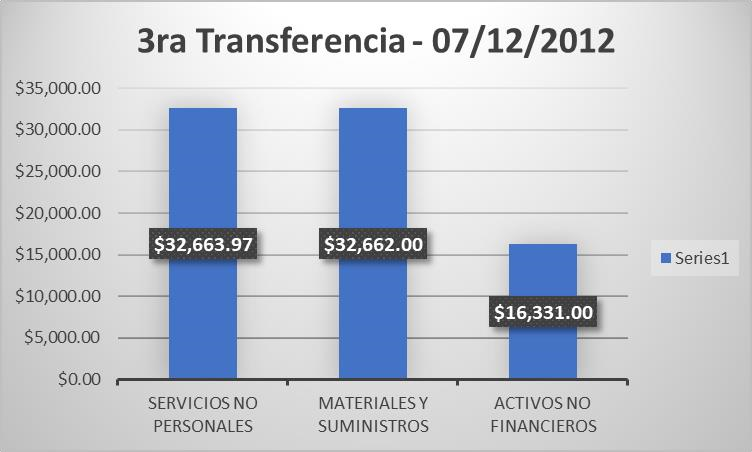 3ra Transferencia - 07/12/2012
$35,000.00
$30,000.00
$25,000.00
$20,000.00
$15,000.00
$10,000.00
$5,000.00
$0.00
$32,663.97
$32,662.00
$16,331.00
SERVICIOS NO
PERSONALES
MATERIALES Y
SUMINISTROS
ACTIVOS NO
FINANCIEROS
Series1